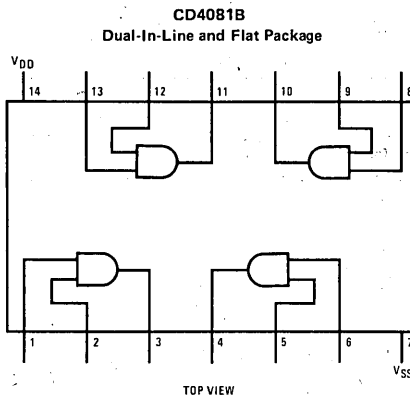 CD4081B
Dual-In-Line and Flat Package
VDD
14 13 12 11 10 9 8
1 2 3 4 5 6 7
VSS
TOP VIEW